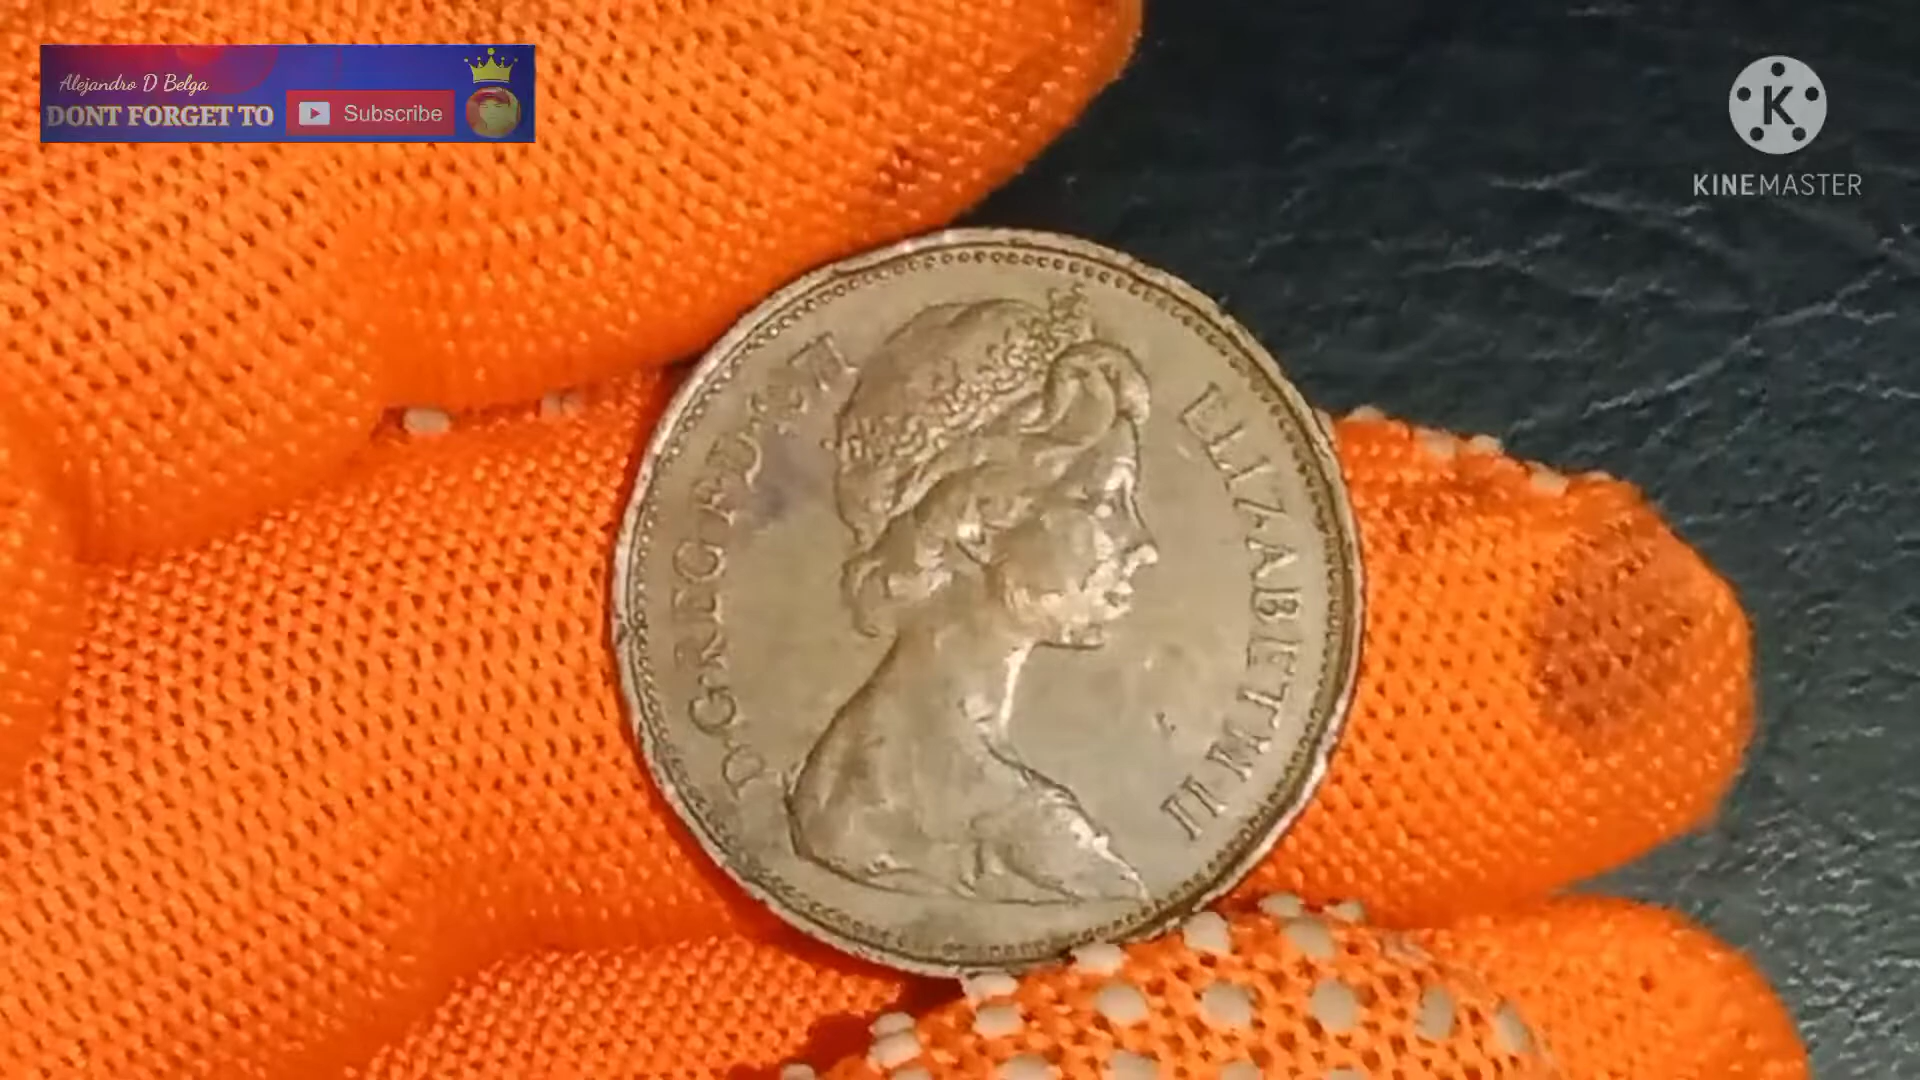 Alejandro D Belga
DONT FORGET TO
Subscribe
K
KINEMASTER
D·G·REG·F·D·
ELIZABETH·II